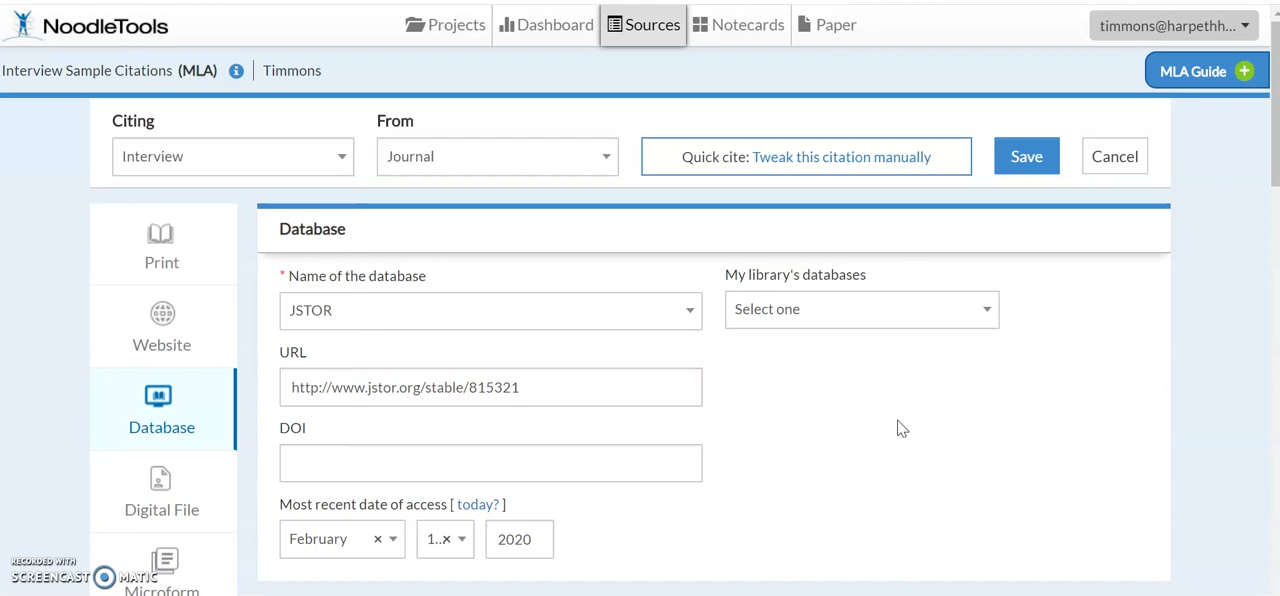 NoodleTools Projects Dashboard Sources Notecards Paper timmons@harpethh...
Interview Sample Citations (MLA) Timmons MLA Guide
Citing From
Interview Journal Quick cite: Tweak this citation manually Save Cancel
Print
Website
Database
Digital File
Microform
Database
* Name of the database My library's databases
JSTOR Select one
URL
http://www.jstor.org/stable/815321
DOI
Most recent date of access [ today? ]
February × 1..× 2020
RECORDED WITH
SCREENCAST MATIC